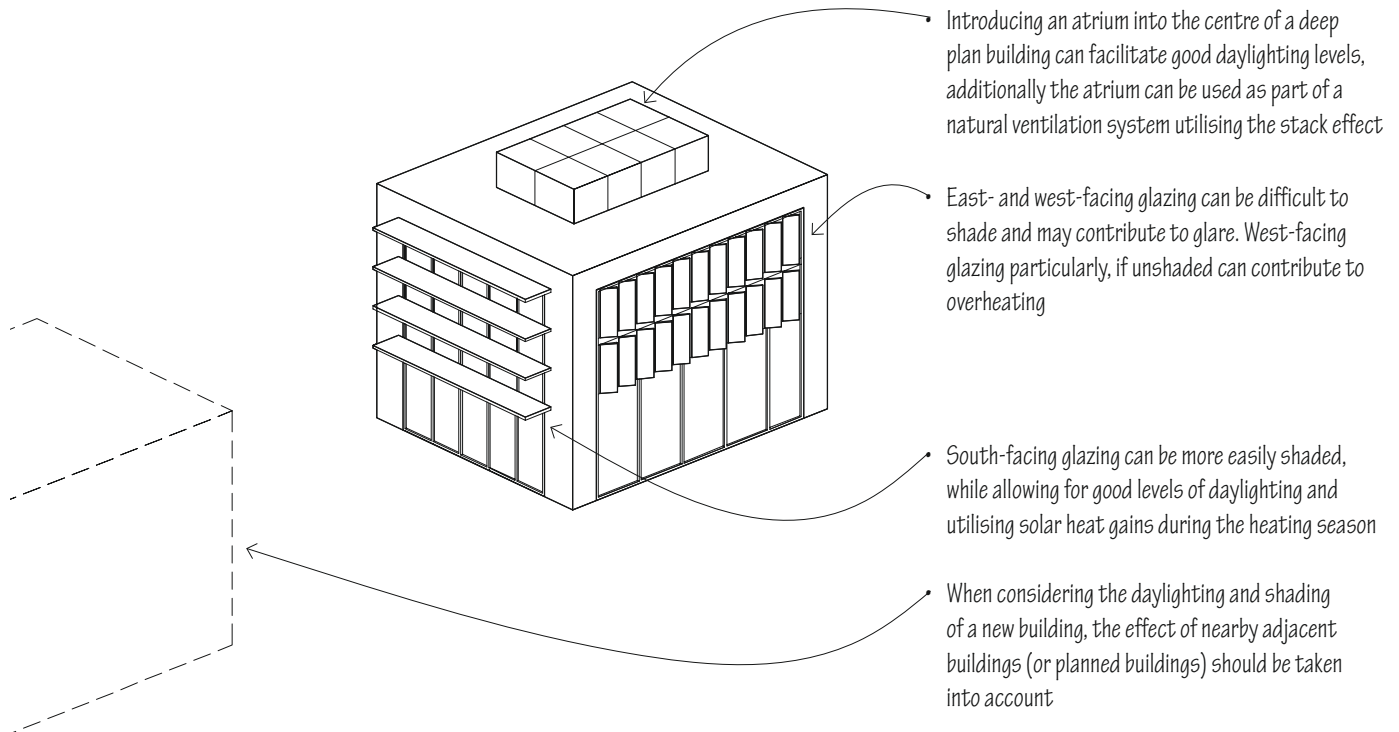 Introducing an atrium into the centre of a deep
plan building can facilitate good daylighting levels,
additionally the atrium can be used as part of a
natural ventilation system utilising the stack effect
East- and west-facing glazing can be difficult to
shade and may contribute to glare. West-facing
glazing particularly, if unshaded can contribute to
overheating
South-facing glazing can be more easily shaded,
while allowing for good levels of daylighting and
utilising solar heat gains during the heating season
When considering the daylighting and shading
of a new building, the effect of nearby adjacent
buildings (or planned buildings) should be taken
into account